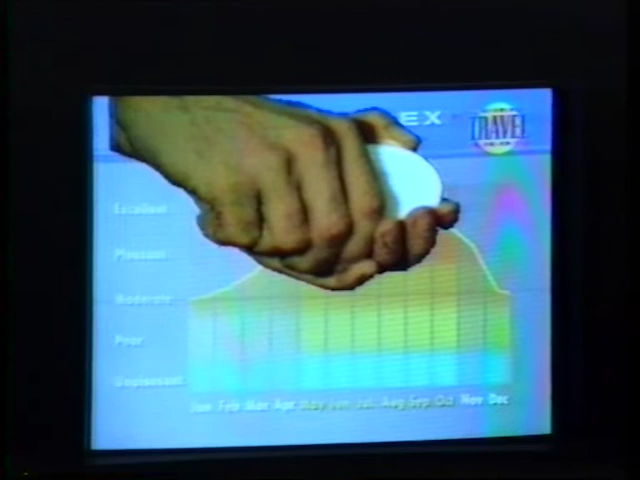 EX
TRAVEL
Excellent
Pleasant
Moderate
Poor
Unpleasant
Jan Feb Mar Apr May Jun Jul Aug Sep Oct Nov Dec